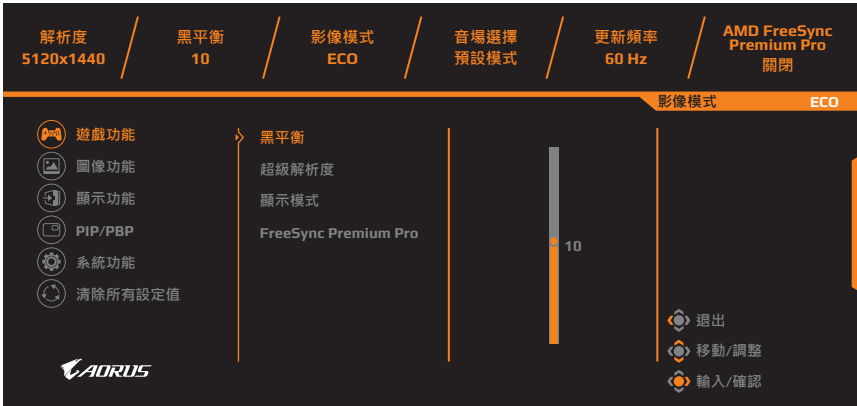 解析度
5120x1440
黑平衡
10
影像模式
ECO
音場選擇
預設模式
更新頻率
60 Hz
AMD FreeSync
Premium Pro
關閉
影像模式 ECO
遊戲功能
圖像功能
顯示功能
PIP/PBP
系統功能
清除所有設定值
黑平衡
超級解析度
顯示模式
FreeSync Premium Pro
10
退出
移動/調整
輸入/確認
AORUS